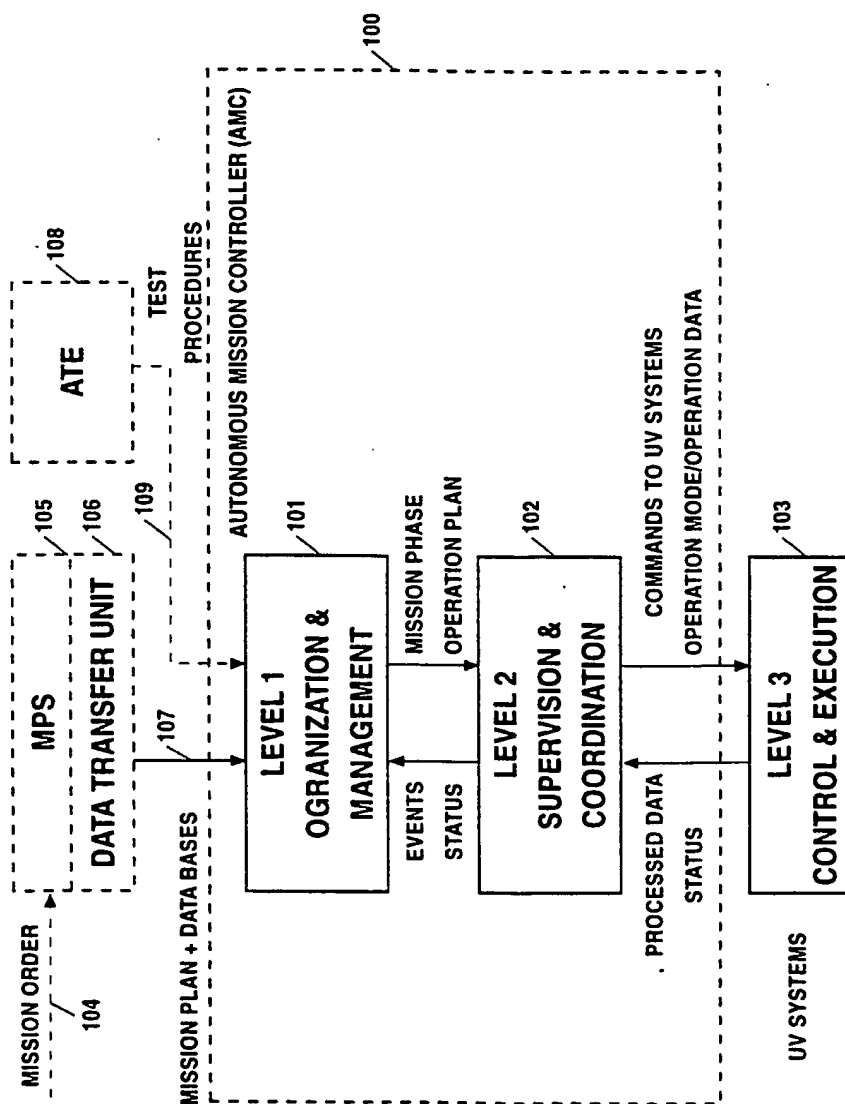 MISSION ORDER
104
MPS
105
DATA TRANSFER UNIT
106
107
MISSION PLAN + DATA BASES
ATE
108
109
TEST
PROCEDURES
100
AUTONOMOUS MISSION CONTROLLER (AMC)
101
LEVEL 1
OGRANIZATION &
MANAGEMENT
EVENTS
STATUS
MISSION PHASE
OPERATION PLAN
102
LEVEL 2
SUPERVISION &
COORDINATION
PROCESSED DATA
STATUS
COMMANDS TO UV SYSTEMS
OPERATION MODE/OPERATION DATA
UV SYSTEMS
103
LEVEL 3
CONTROL & EXECUTION